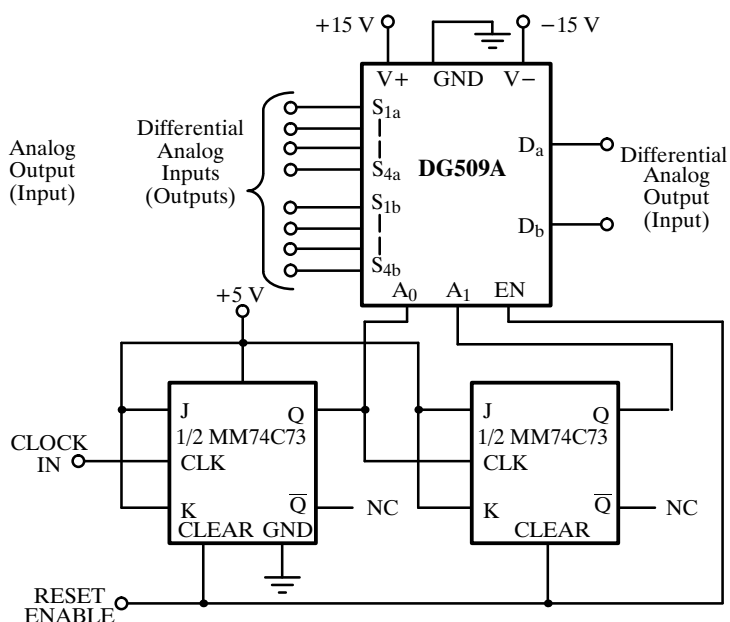 +15 V
−15 V
V+
GND
V−
Analog
Output
(Input)
Differential
Analog
Inputs
(Outputs)
S1a
S4a
S1b
S4b
DG509A
Da
Db
Differential
Analog
Output
(Input)
A0
A1
EN
+5 V
J
Q
1/2 MM74C73
CLK
K
Q̅
NC
CLEAR
GND
J
Q
1/2 MM74C73
CLK
K
Q̅
NC
CLEAR
CLOCK
IN
RESET
ENABLE